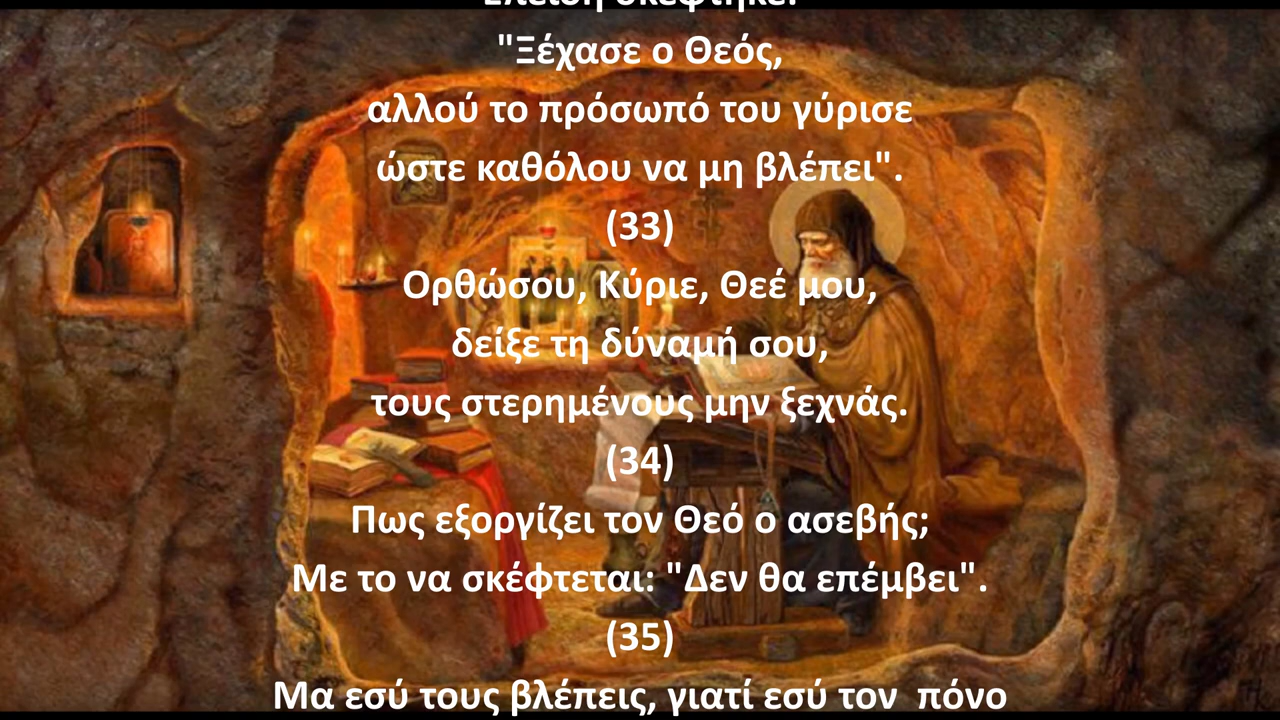 "Ξέχασε ο Θεός,
αλλού το πρόσωπό του γύρισε
ώστε καθόλου να μη βλέπει".
(33)
Ορθώσου, Κύριε, Θεέ μου,
δείξε τη δύναμή σου,
τους στερημένους μην ξεχνάς.
(34)
Πως εξοργίζει τον Θεό ο ασεβής;
Με το να σκέφτεται: "Δεν θα επέμβει".
(35)
Μα εσύ τους βλέπεις, γιατί εσύ τον  πόνο